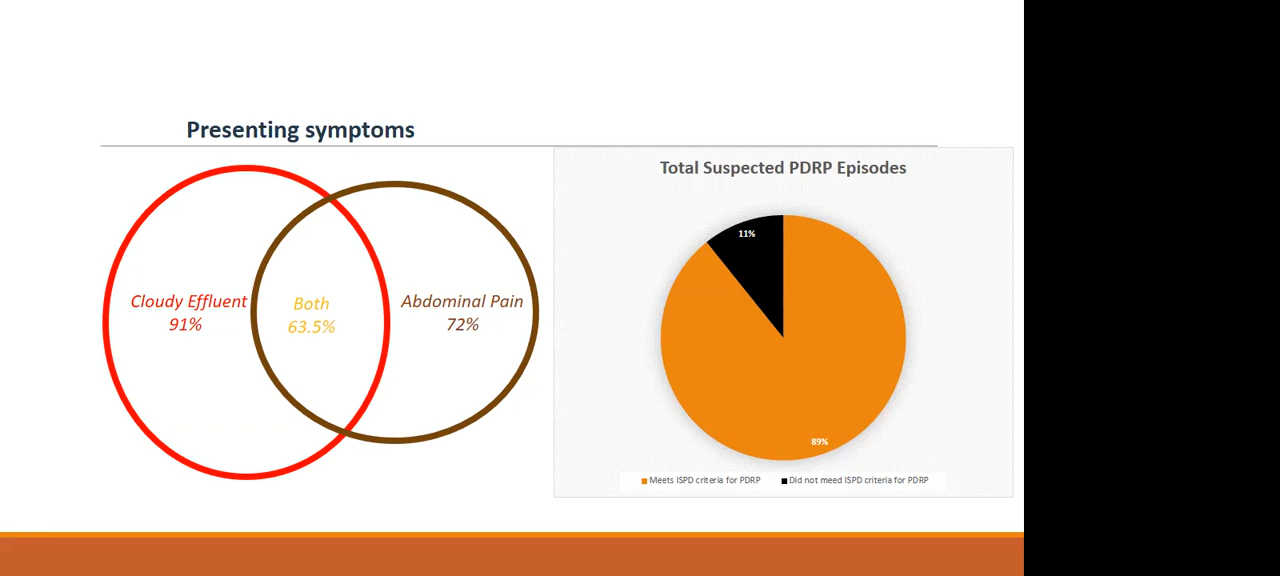 Presenting symptoms
Cloudy Effluent
91%
Both
63.5%
Abdominal Pain
72%
Total Suspected PDRP Episodes
11%
89%
Meets ISPD criteria for PDRP
Did not meed ISPD criteria for PDRP